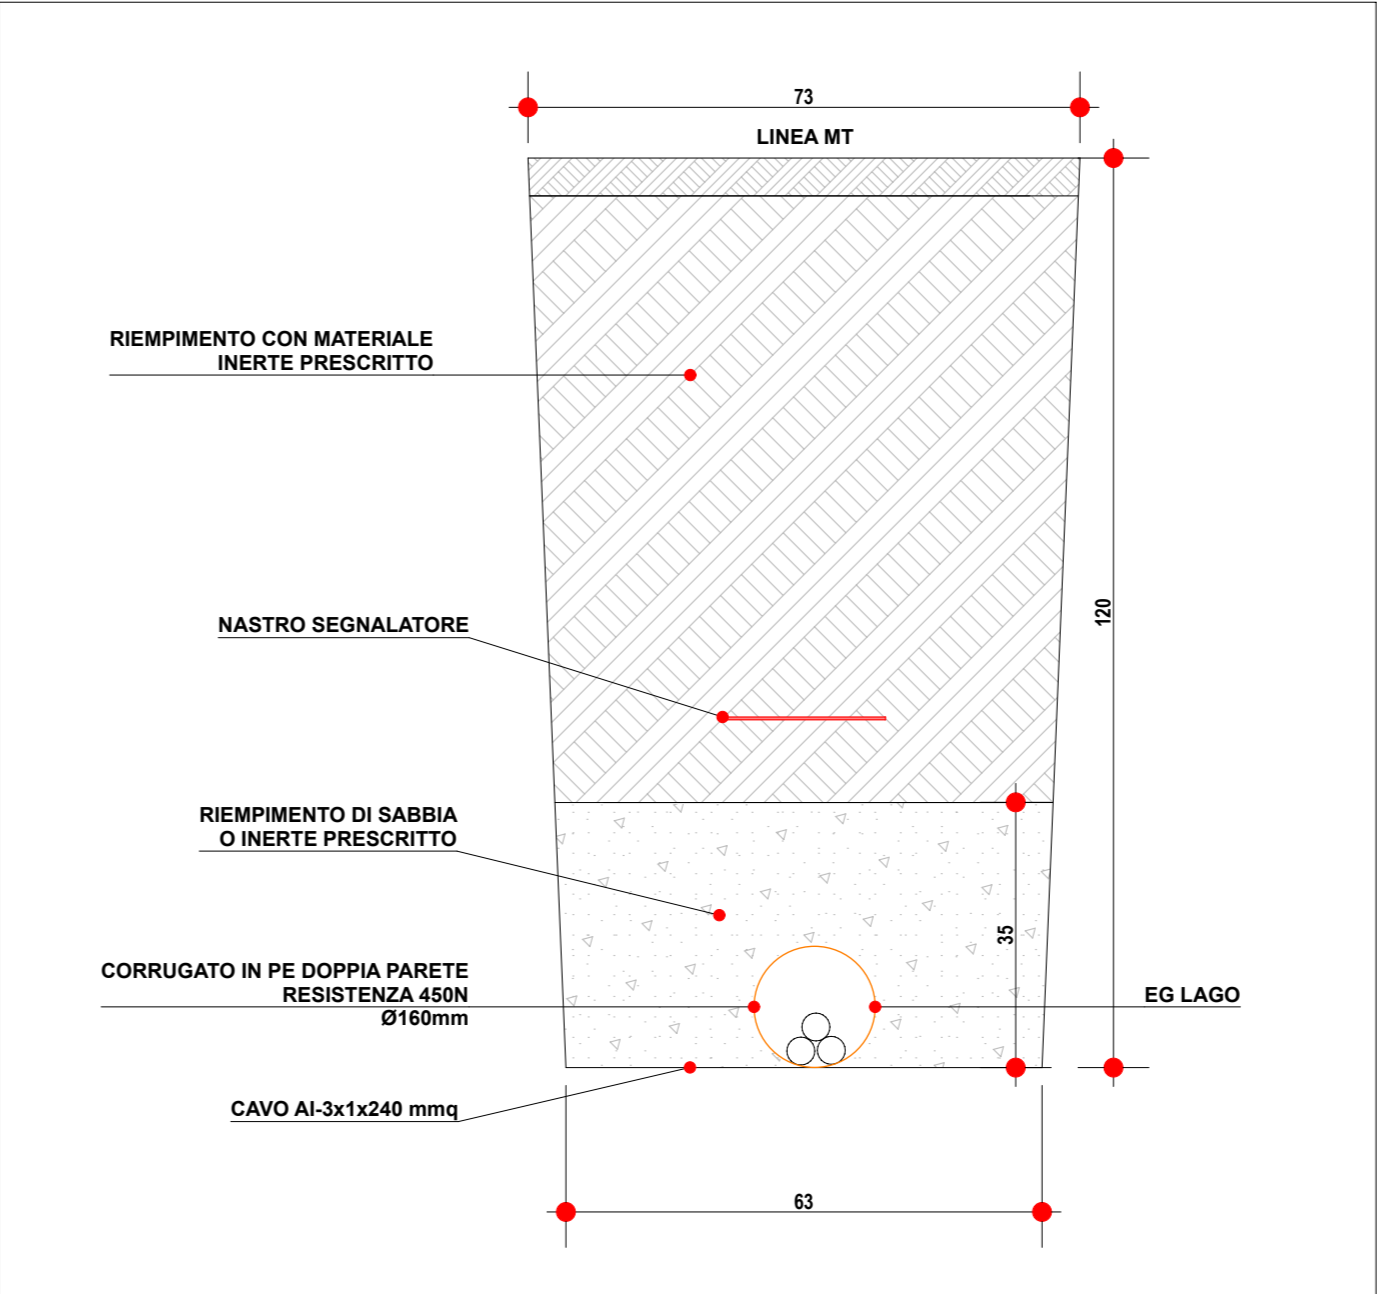 73
LINEA MT
RIEMPIMENTO CON MATERIALE
INERTE PRESCRITTO
120
NASTRO SEGNALATORE
RIEMPIMENTO DI SABBIA
O INERTE PRESCRITTO
35
CORRUGATO IN PE DOPPIA PARETE
RESISTENZA 450N
Ø160mm
EG LAGO
CAVO Al-3x1x240 mmq
63